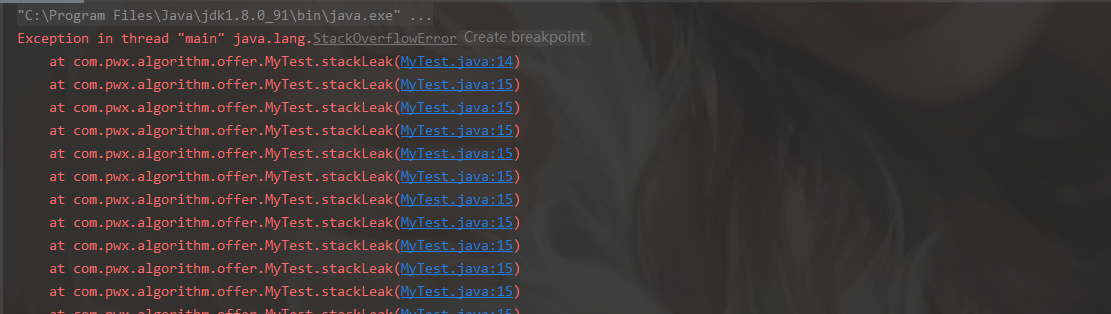 "C:\Program Files\Java\jdk1.8.0_91\bin\java.exe" ...
Exception in thread "main" java.lang.StackOverflowError Create breakpoint
at com.pwx.algorithm.offer.MyTest.stackLeak(MyTest.java:14)
at com.pwx.algorithm.offer.MyTest.stackLeak(MyTest.java:15)
at com.pwx.algorithm.offer.MyTest.stackLeak(MyTest.java:15)
at com.pwx.algorithm.offer.MyTest.stackLeak(MyTest.java:15)
at com.pwx.algorithm.offer.MyTest.stackLeak(MyTest.java:15)
at com.pwx.algorithm.offer.MyTest.stackLeak(MyTest.java:15)
at com.pwx.algorithm.offer.MyTest.stackLeak(MyTest.java:15)
at com.pwx.algorithm.offer.MyTest.stackLeak(MyTest.java:15)
at com.pwx.algorithm.offer.MyTest.stackLeak(MyTest.java:15)
at com.pwx.algorithm.offer.MyTest.stackLeak(MyTest.java:15)
at com.pwx.algorithm.offer.MyTest.stackLeak(MyTest.java:15)